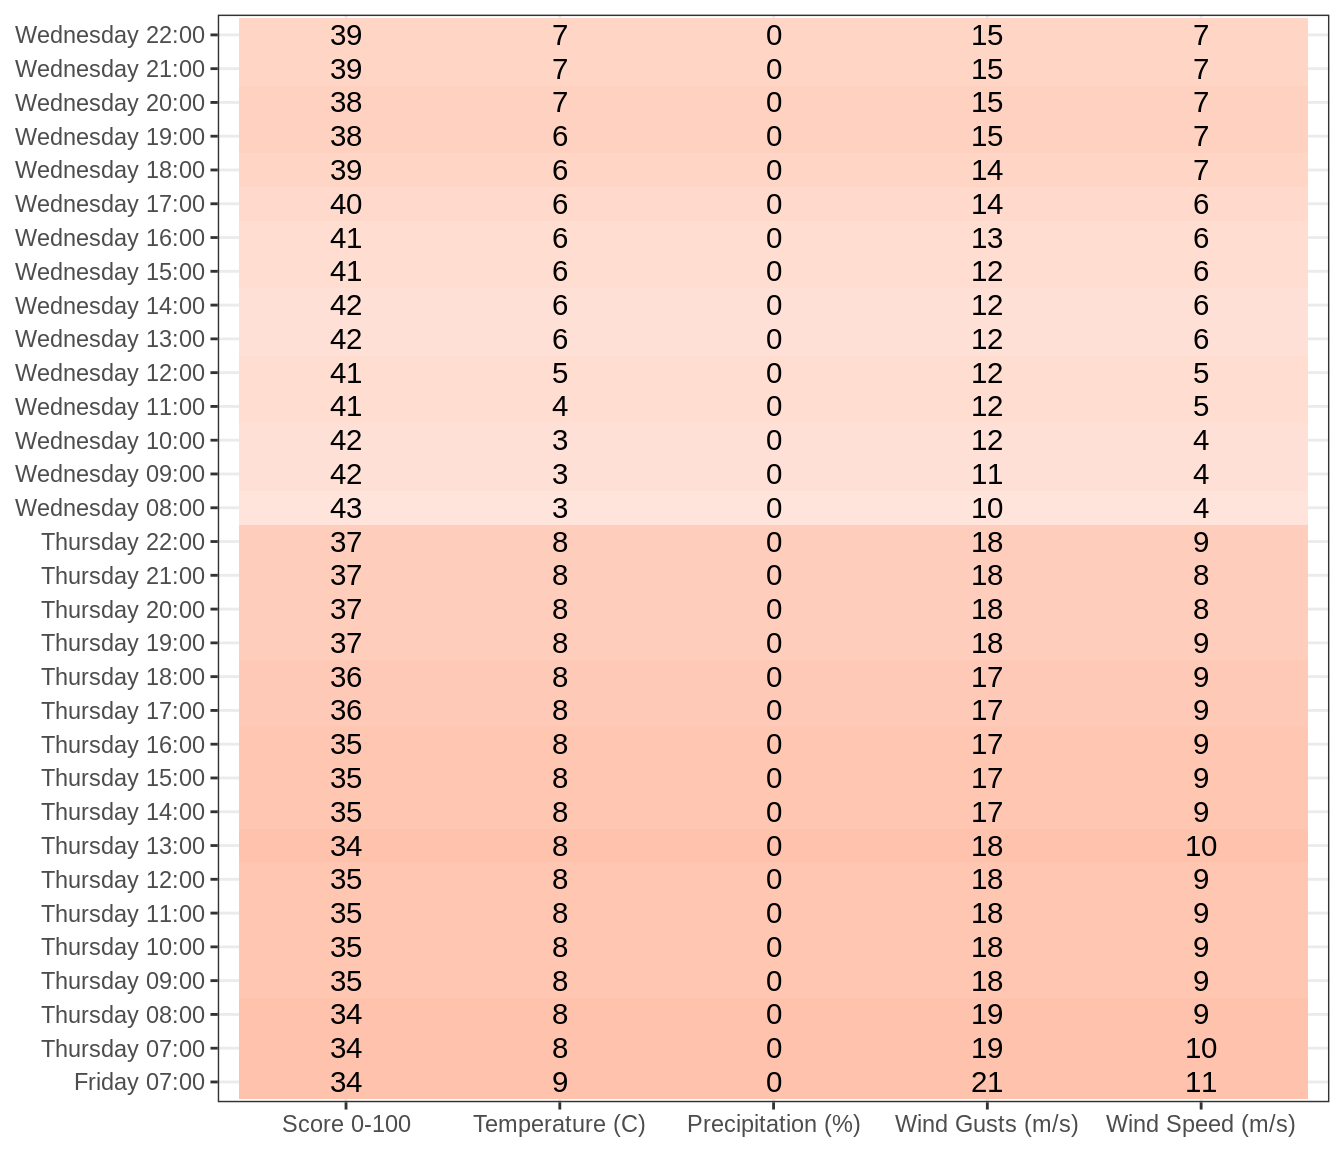 Wednesday 22:00 39 7 0 15 7
Wednesday 21:00 39 7 0 15 7
Wednesday 20:00 38 7 0 15 7
Wednesday 19:00 38 6 0 15 7
Wednesday 18:00 39 6 0 14 7
Wednesday 17:00 40 6 0 14 6
Wednesday 16:00 41 6 0 13 6
Wednesday 15:00 41 6 0 12 6
Wednesday 14:00 42 6 0 12 6
Wednesday 13:00 42 6 0 12 6
Wednesday 12:00 41 5 0 12 5
Wednesday 11:00 41 4 0 12 5
Wednesday 10:00 42 3 0 12 4
Wednesday 09:00 42 3 0 11 4
Wednesday 08:00 43 3 0 10 4
Thursday 22:00 37 8 0 18 9
Thursday 21:00 37 8 0 18 8
Thursday 20:00 37 8 0 18 8
Thursday 19:00 37 8 0 18 9
Thursday 18:00 36 8 0 17 9
Thursday 17:00 36 8 0 17 9
Thursday 16:00 35 8 0 17 9
Thursday 15:00 35 8 0 17 9
Thursday 14:00 35 8 0 17 9
Thursday 13:00 34 8 0 18 10
Thursday 12:00 35 8 0 18 9
Thursday 11:00 35 8 0 18 9
Thursday 10:00 35 8 0 18 9
Thursday 09:00 35 8 0 18 9
Thursday 08:00 34 8 0 19 9
Thursday 07:00 34 8 0 19 10
Friday 07:00 34 9 0 21 11
Score 0-100 Temperature (C) Precipitation (%) Wind Gusts (m/s) Wind Speed (m/s)